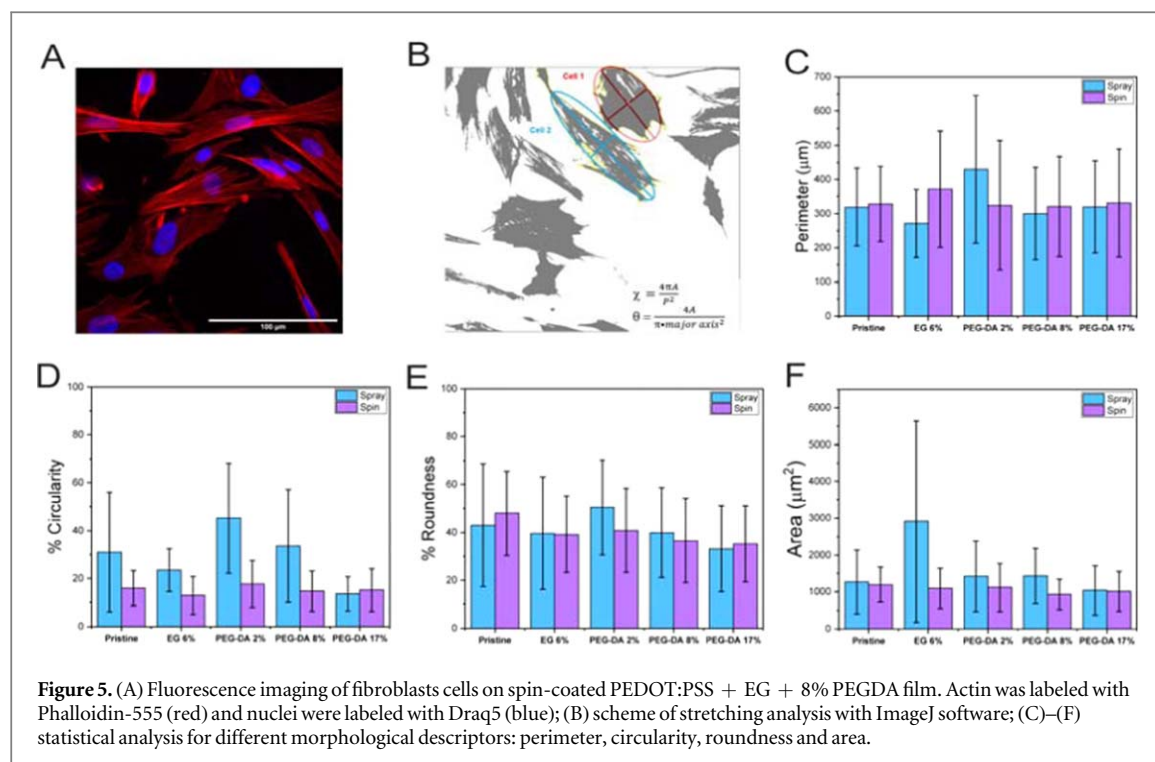 A
100 µm
B
Cell 1
Cell 2
χ = 4πA / P²
θ = 4A / π•major axis²
C
Perimeter (µm)
700
600
500
400
300
200
100
0
Spray
Spin
Pristine EG 6% PEG-DA 2% PEG-DA 8% PEG-DA 17%
D
% Circularity
100
80
60
40
20
0
Spray
Spin
Pristine EG 6% PEG-DA 2% PEG-DA 8% PEG-DA 17%
E
% Roundness
100
80
60
40
20
0
Spray
Spin
Pristine EG 6% PEG-DA 2% PEG-DA 8% PEG-DA 17%
F
Area (µm²)
6000
5000
4000
3000
2000
1000
0
Spray
Spin
Pristine EG 6% PEG-DA 2% PEG-DA 8% PEG-DA 17%
Figure 5. (A) Fluorescence imaging of fibroblasts cells on spin-coated PEDOT:PSS + EG + 8% PEGDA film. Actin was labeled with
Phalloidin-555 (red) and nuclei were labeled with Draq5 (blue); (B) scheme of stretching analysis with ImageJ software; (C)–(F)
statistical analysis for different morphological descriptors: perimeter, circularity, roundness and area.